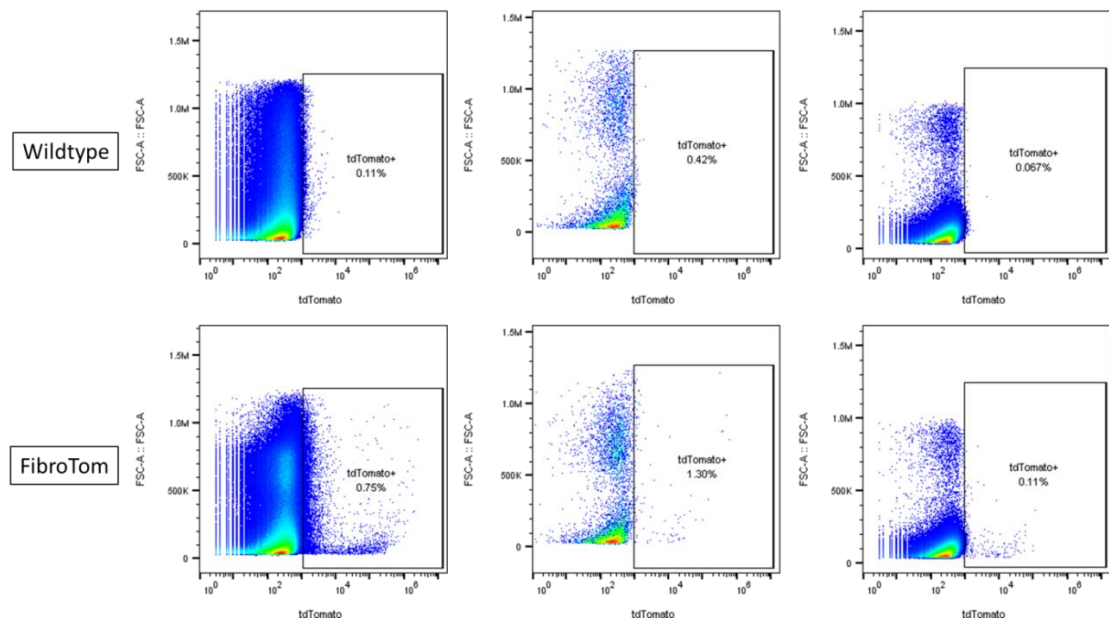 Wildtype
FSC-A :: FSC-A
1.5M
1.0M
500K
0
tdTomato+
0.11%
10^0 10^2 10^4 10^6
tdTomato
FSC-A :: FSC-A
1.5M
1.0M
500K
0
tdTomato+
0.42%
10^0 10^2 10^4 10^6
tdTomato
FSC-A :: FSC-A
1.5M
1.0M
500K
0
tdTomato+
0.067%
10^0 10^2 10^4 10^6
tdTomato
FibroTom
FSC-A :: FSC-A
1.5M
1.0M
500K
0
tdTomato+
0.75%
10^0 10^2 10^4 10^6
tdTomato
FSC-A :: FSC-A
1.5M
1.0M
500K
0
tdTomato+
1.30%
10^0 10^2 10^4 10^6
tdTomato
FSC-A :: FSC-A
1.5M
1.0M
500K
0
tdTomato+
0.11%
10^0 10^2 10^4 10^6
tdTomato